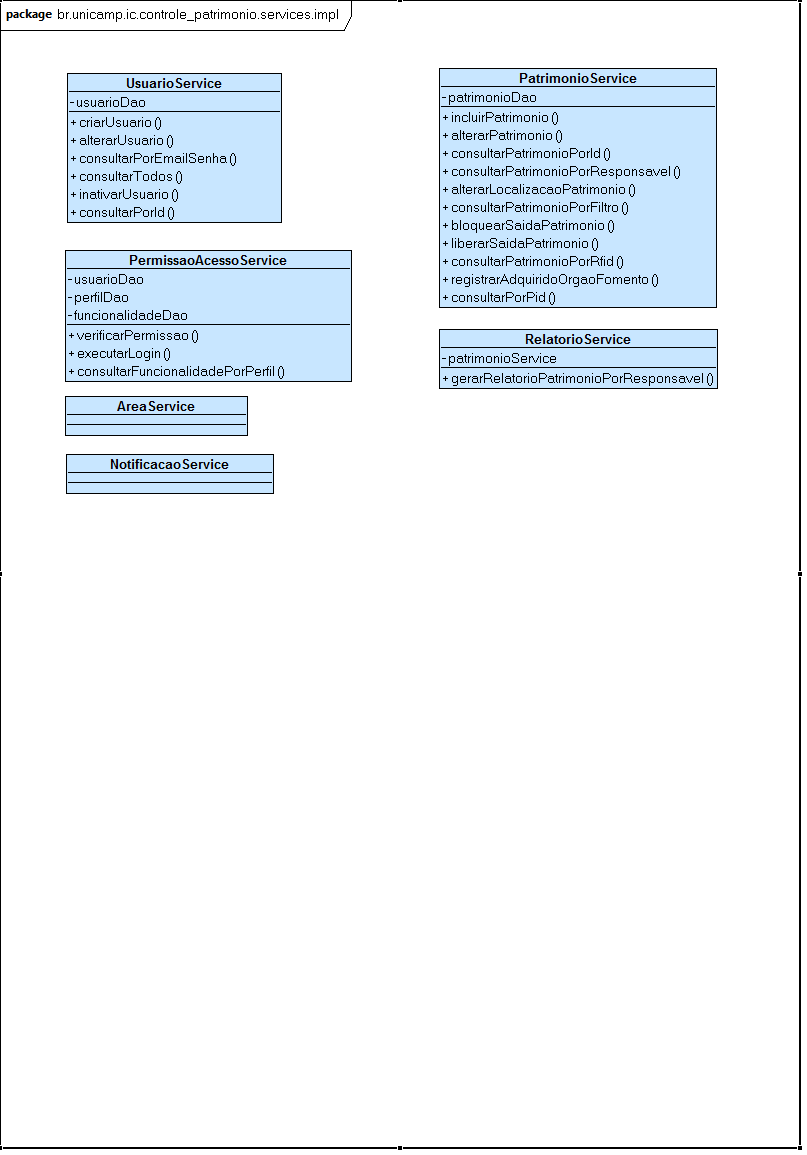 package br.unicamp.ic.controle_patrimonio.services.impl
UsuarioService
-usuarioDao
+criarUsuario()
+alterarUsuario()
+consultarPorEmailSenha()
+consultarTodos()
+inativarUsuario()
+consultarPorId()
PermissaoAcessoService
-usuarioDao
-perfilDao
-funcionalidadeDao
+verificarPermissao()
+executarLogin()
+consultarFuncionalidadePorPerfil()
AreaService
NotificacaoService
PatrimonioService
-patrimonioDao
+incluirPatrimonio()
+alterarPatrimonio()
+consultarPatrimonioPorId()
+consultarPatrimonioPorResponsavel()
+alterarLocalizacaoPatrimonio()
+consultarPatrimonioPorFiltro()
+bloquearSaidaPatrimonio()
+liberarSaidaPatrimonio()
+consultarPatrimonioPorRfid()
+registrarAdquiridoOrgaoFomento()
+consultarPorPid()
RelatorioService
-patrimonioService
+gerarRelatorioPatrimonioPorResponsavel()